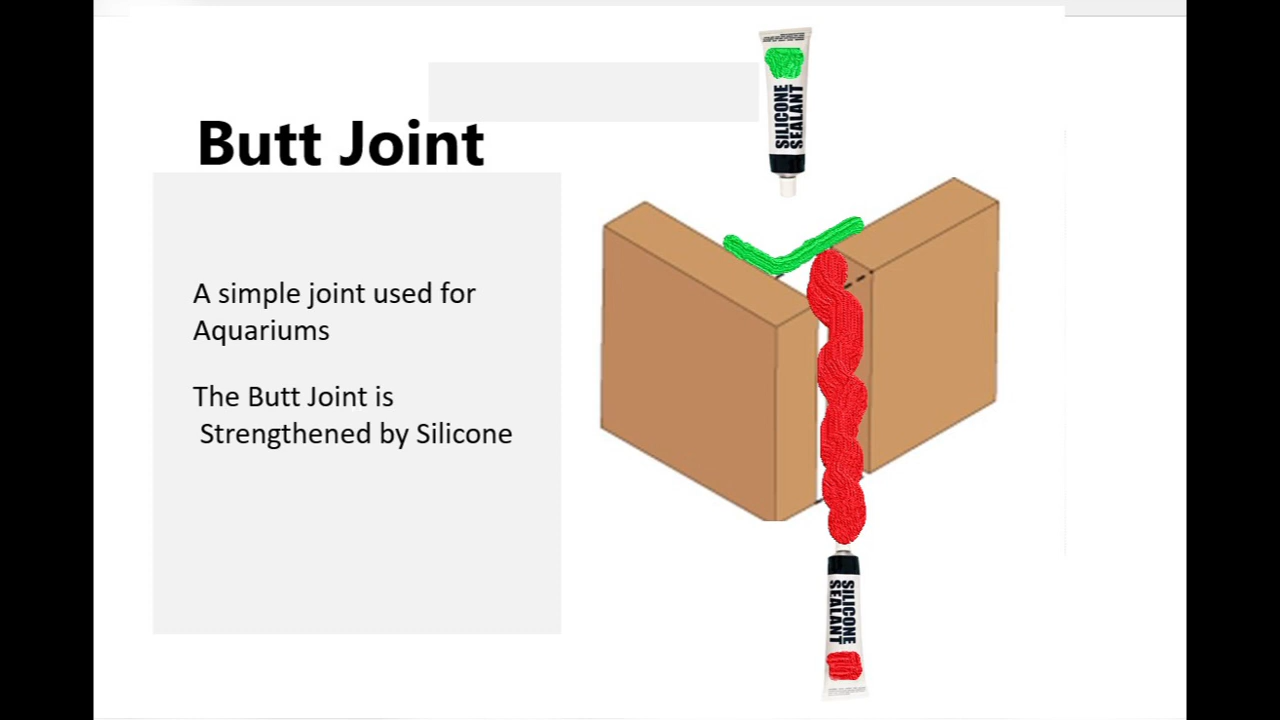 Butt Joint
A simple joint used for
Aquariums
The Butt Joint is
Strengthened by Silicone
SILICONE
SEALANT
SILICONE
SEALANT